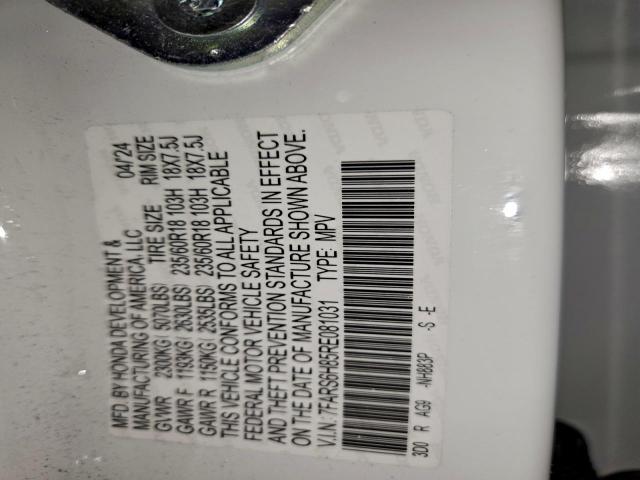 MFD. BY HONDA DEVELOPMENT & 04/24
MANUFACTURING OF AMERICA, LLC
TIRE SIZE RIM SIZE
GVWR 2300KG( 5070LBS)
GAWR F 1193KG( 2630LBS) 235/60R18 103H 18X7.5J
GAWR R 1150KG( 2535LBS) 235/60R18 103H 18X7.5J
THIS VEHICLE CONFORMS TO ALL APPLICABLE
FEDERAL MOTOR VEHICLE SAFETY
AND THEFT PREVENTION STANDARDS IN EFFECT
ON THE DATE OF MANUFACTURE SHOWN ABOVE.
V.I.N. 7FARS6H85RE081031 TYPE: MPV
3D0 R AG9 -NH883P -S -E